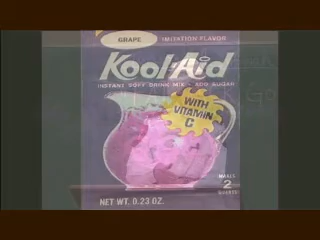 GRAPE IMITATION FLAVOR
Kool-Aid
INSTANT SOFT DRINK MIX - ADD SUGAR
WITH
VITAMIN
C
MAKES
2
QUARTS
NET WT. 0.23 OZ.